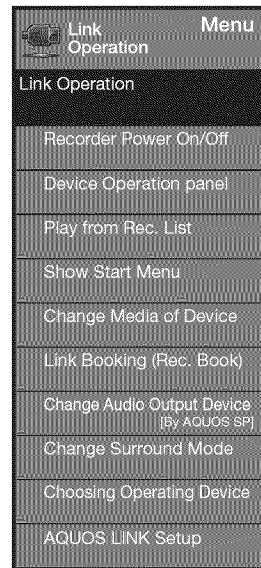 Link
Operation
Menu
Link Operation
Recorder Power On/Off
Device Operation panel
Play from Rec. List
Show Start Menu
Change Media of Device
Link Booking (Rec. Book)
Change Audio Output Device
[By AQUOS SP]
Change Surround Mode
Choosing Operating Device
AQUOS LINK Setup